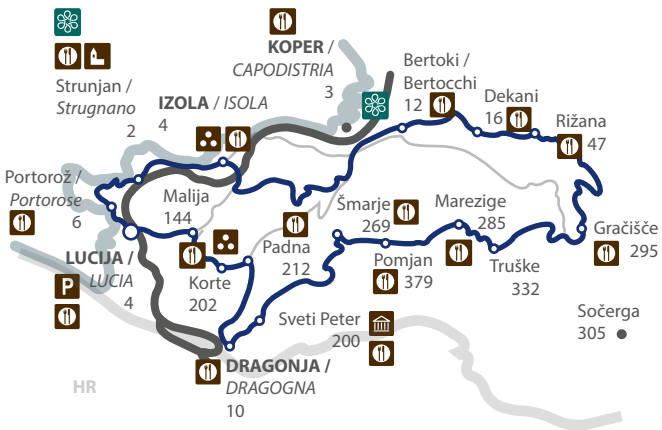 KOPER /
CAPODISTRIA
3
Strunjan /
Strugnano
2
IZOLA / ISOLA
4
Bertoki /
Bertocchi
12
Dekani
16
Rižana
47
Portorož /
Portorose
6
Malija
144
Šmarje
269
Marezige
285
Gračišče
295
Padna
212
Pomjan
379
Truške
332
LUCIJA /
LUCIA
4
P
Korte
202
Sveti Peter
200
Sočerga
305
HR
DRAGONJA /
DRAGOGNA
10